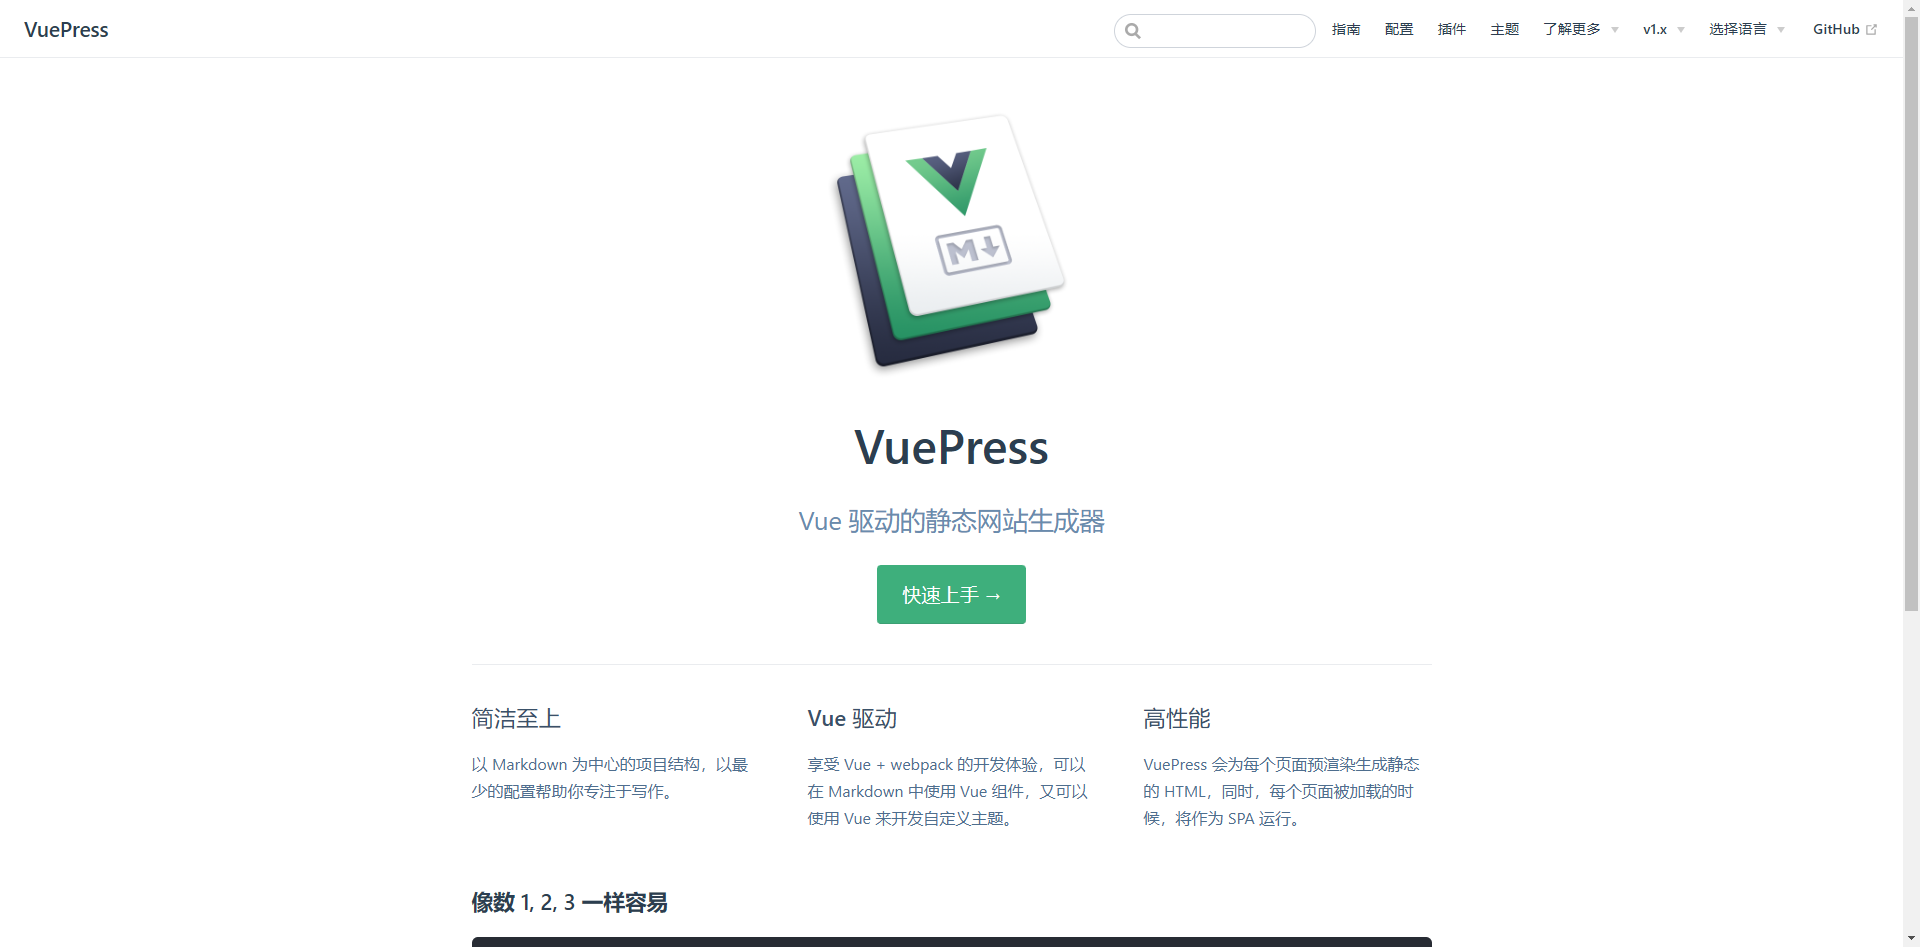 VuePress
指南 配置 插件 主题 了解更多 v1.x 选择语言 GitHub
M
VuePress
Vue 驱动的静态网站生成器
快速上手 →
简洁至上
以 Markdown 为中心的项目结构，以最
少的配置帮助你专注于写作。
Vue 驱动
享受 Vue + webpack 的开发体验，可以
在 Markdown 中使用 Vue 组件，又可以
使用 Vue 来开发自定义主题。
高性能
VuePress 会为每个页面预渲染生成静态
的 HTML，同时，每个页面被加载的时
候，将作为 SPA 运行。
像数 1, 2, 3 一样容易